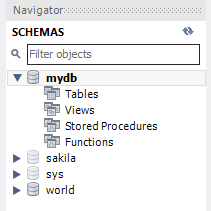 Navigator
SCHEMAS
Filter objects
mydb
Tables
Views
Stored Procedures
Functions
sakila
sys
world